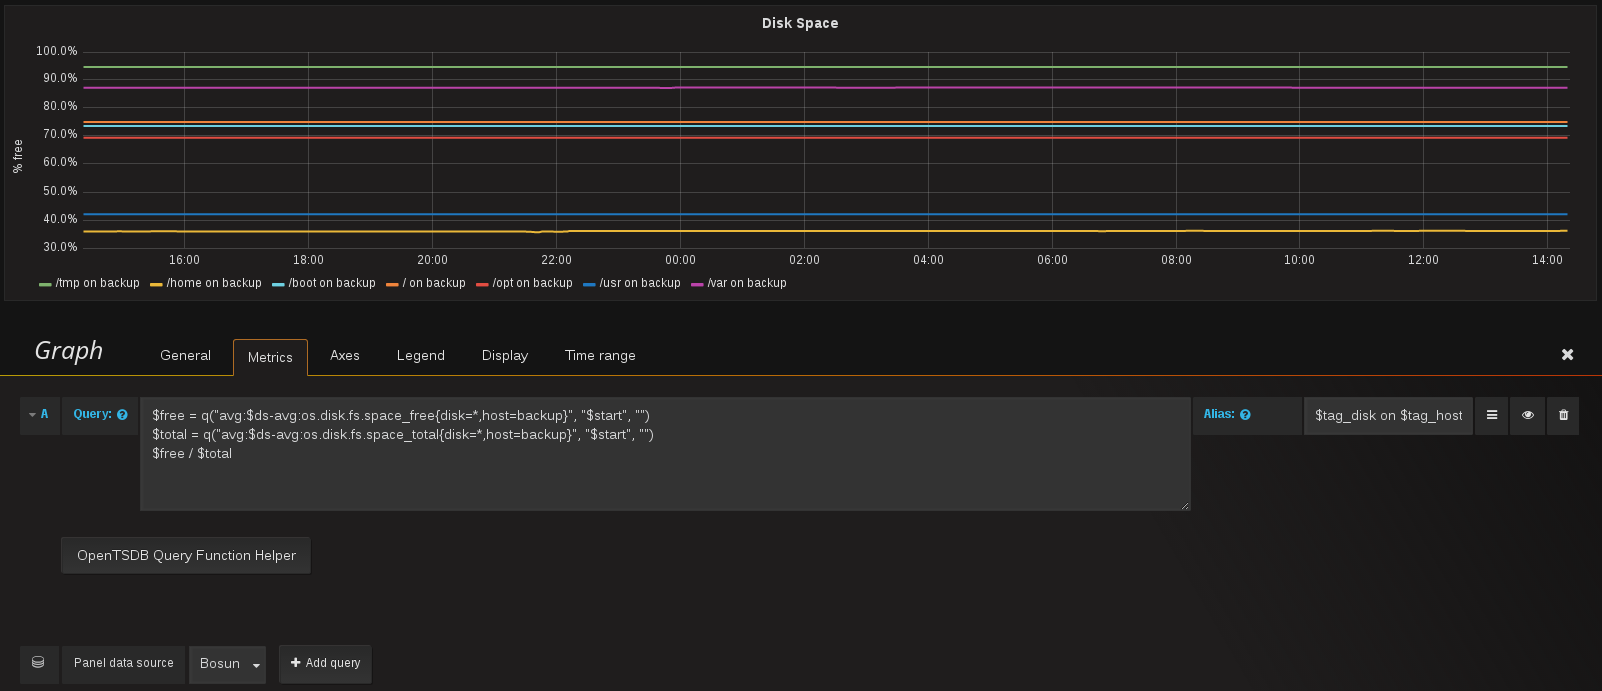 Disk Space
100.0%
90.0%
80.0%
70.0%
60.0%
50.0%
40.0%
30.0%
% free
16:00 18:00 20:00 22:00 00:00 02:00 04:00 06:00 08:00 10:00 12:00 14:00
/tmp on backup /home on backup /boot on backup / on backup /opt on backup /usr on backup /var on backup
Graph General Metrics Axes Legend Display Time range
A Query: $free = q("avg:$ds-avg:os.disk.fs.space_free{disk=*,host=backup}", "$start", "") Alias: $tag_disk on $tag_host
$total = q("avg:$ds-avg:os.disk.fs.space_total{disk=*,host=backup}", "$start", "")
$free / $total
OpenTSDB Query Function Helper
Panel data source Bosun + Add query